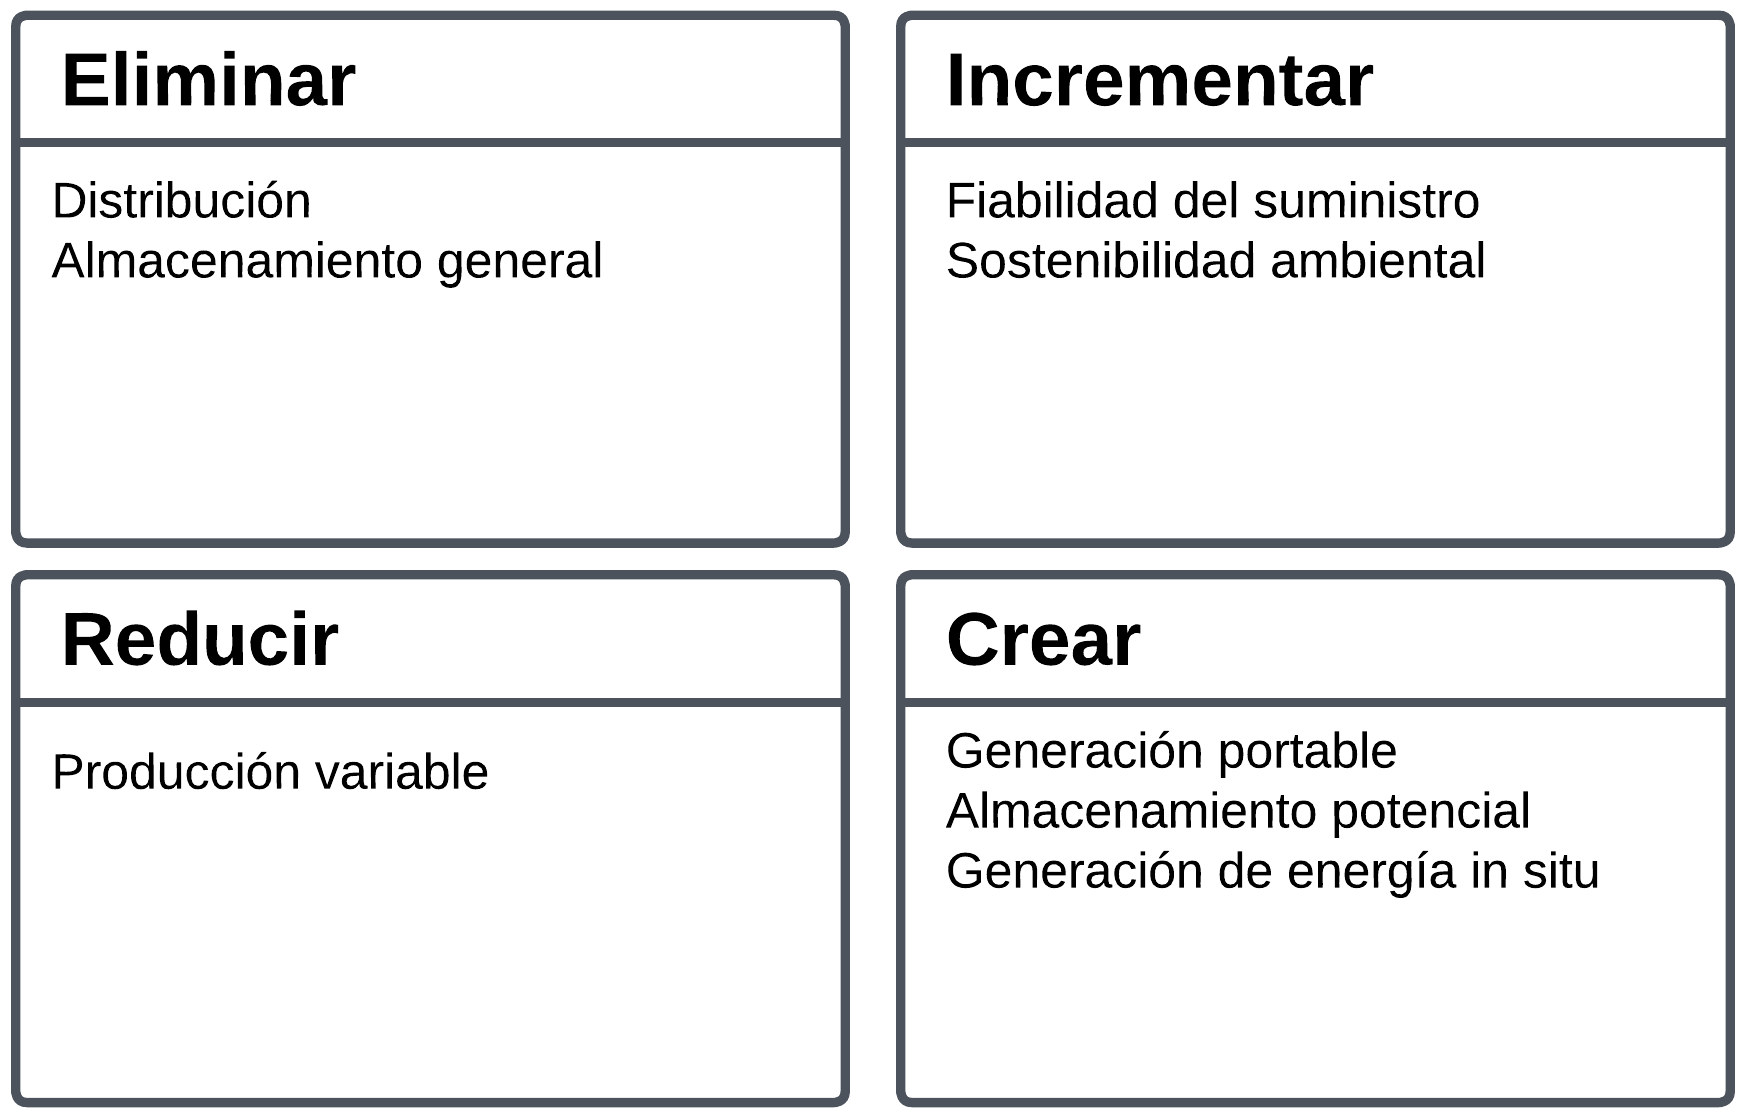 Eliminar
Distribución
Almacenamiento general
Incrementar
Fiabilidad del suministro
Sostenibilidad ambiental
Reducir
Producción variable
Crear
Generación portable
Almacenamiento potencial
Generación de energía in situ